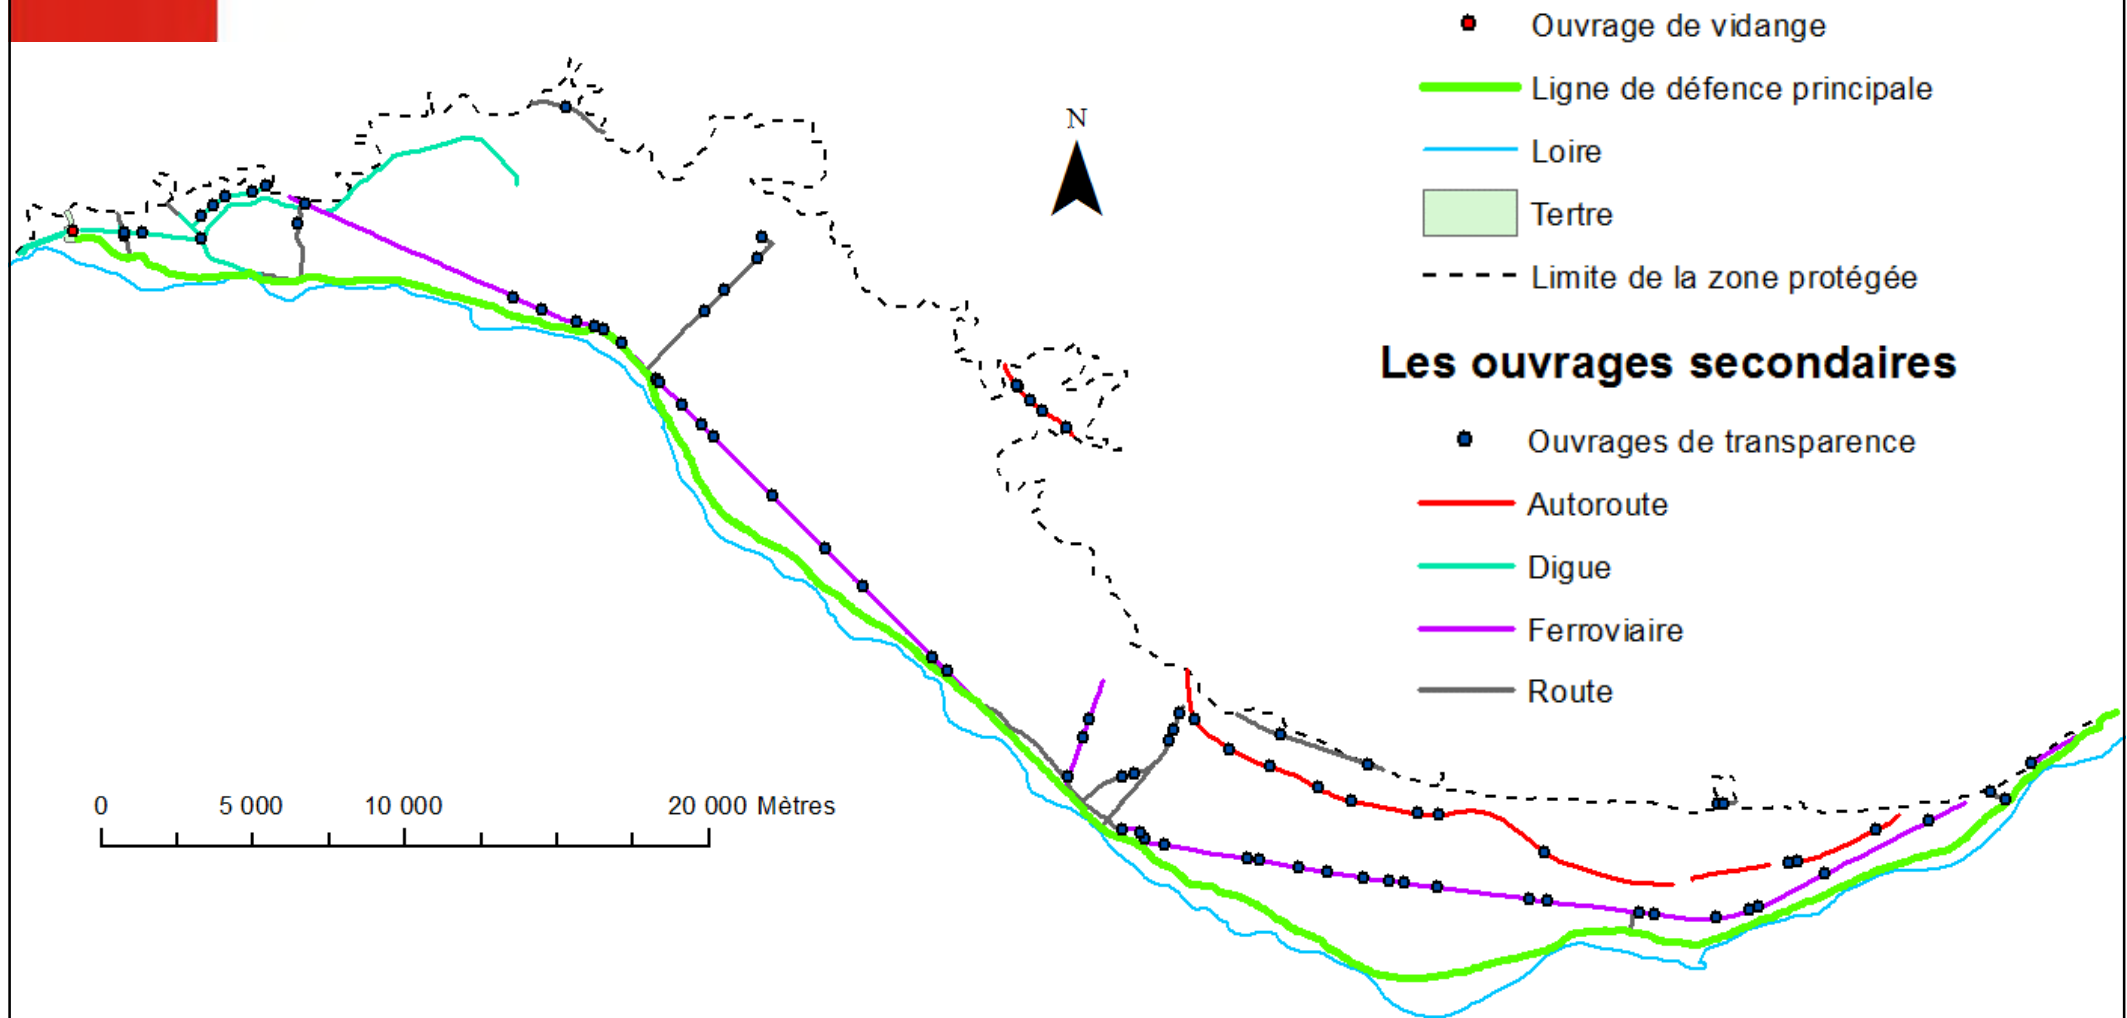 Ouvrage de vidange
Ligne de défence principale
Loire
Tertre
Limite de la zone protégée
N
Les ouvrages secondaires
Ouvrages de transparence
Autoroute
Digue
Ferroviaire
Route
0 5 000 10 000 20 000 Mètres